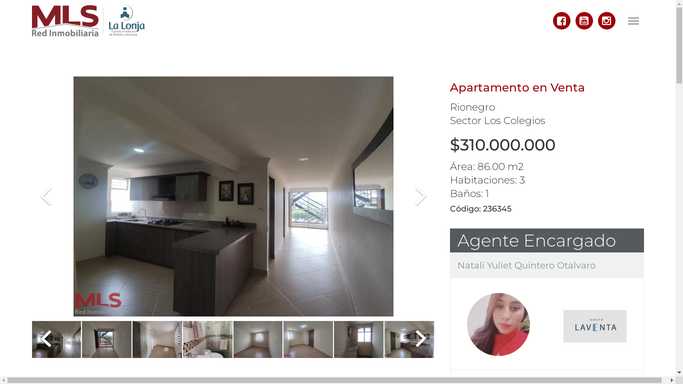 MLS
Red Inmobiliaria
La Lonja
Apartamento en Venta
Rionegro
Sector Los Colegios
$310.000.000
Área: 86.00 m2
Habitaciones: 3
Baños: 1
Código: 236345
Agente Encargado
Natali Yuliet Quintero Otalvaro
MLS
Red Inmobiliaria
LAVENTA